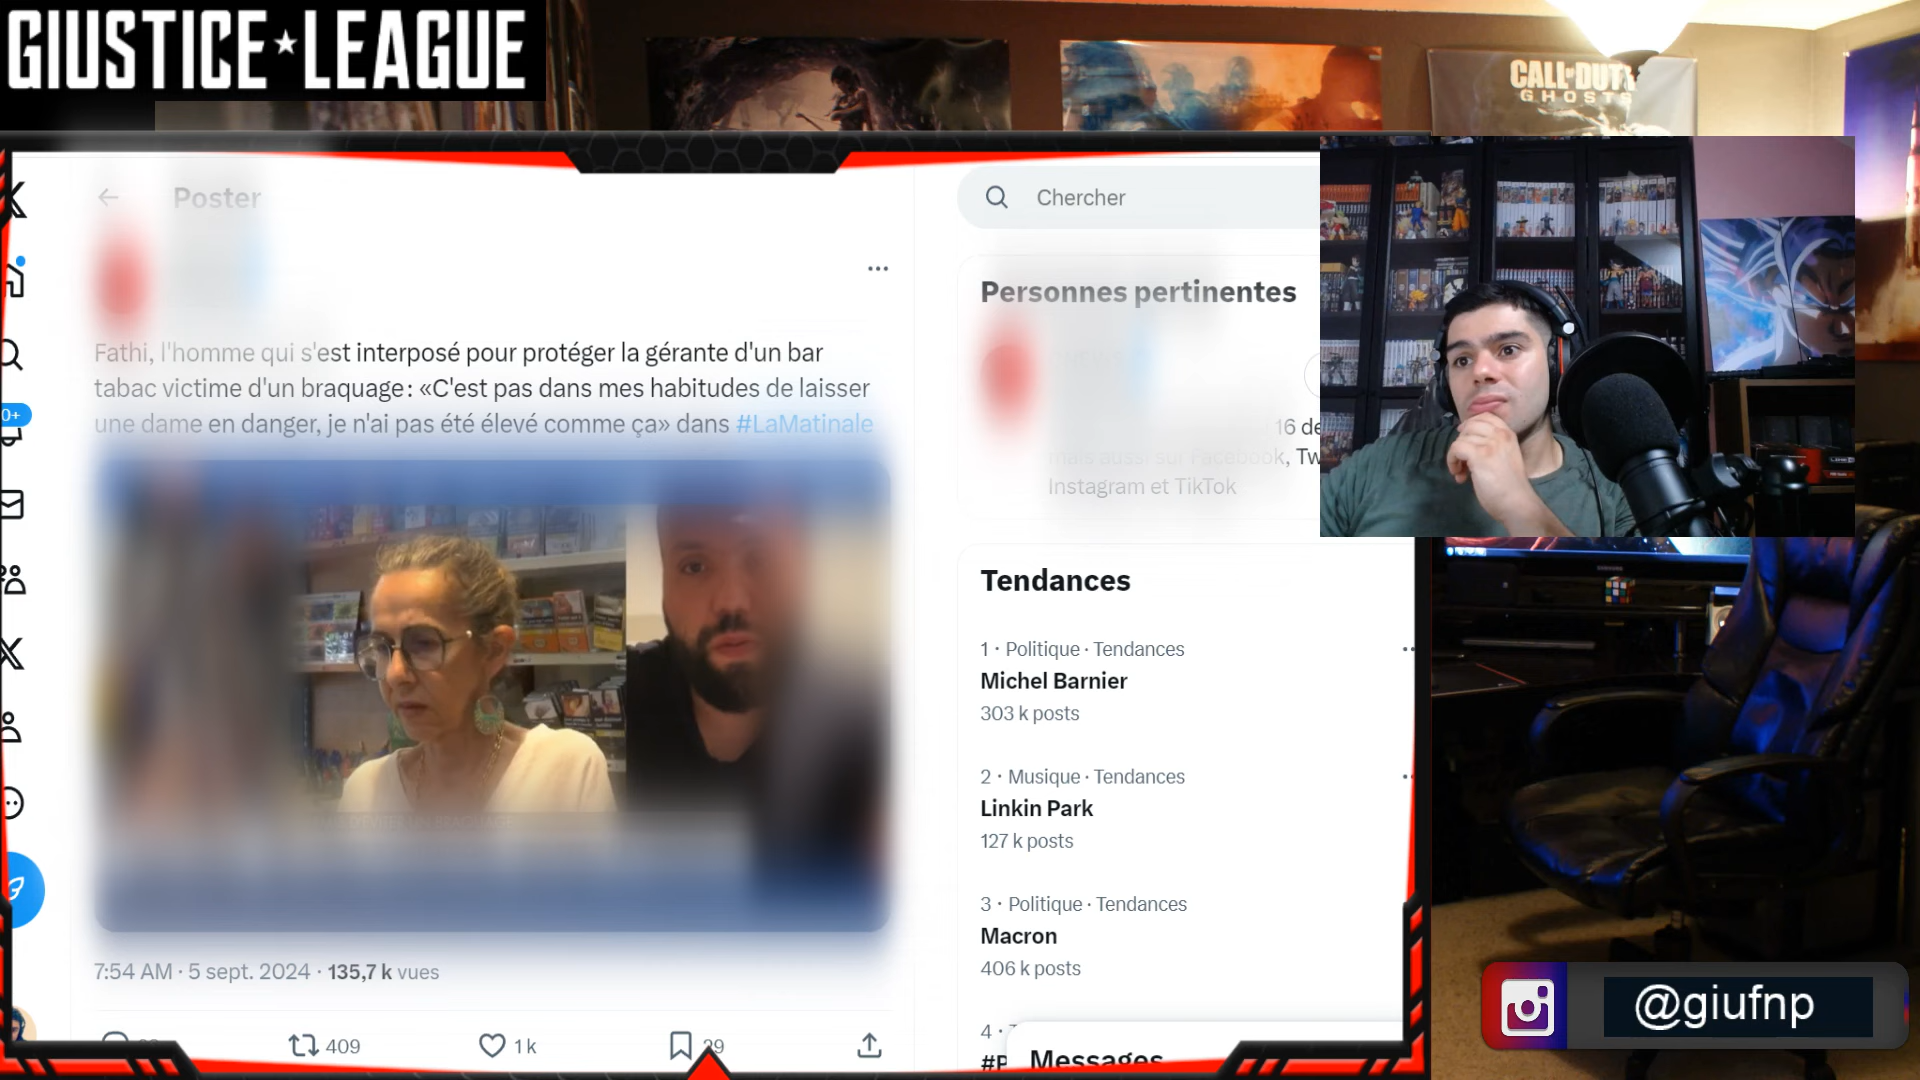 GIUSTICE★LEAGUE
CALL OF DUTY
GHOSTS
Poster
Chercher
Personnes pertinentes
Fathi, l'homme qui s'est interposé pour protéger la gérante d'un bar
tabac victime d'un braquage : «C'est pas dans mes habitudes de laisser
une dame en danger, je n'ai pas été élevé comme ça» dans #LaMatinale
16 de
mais aussi sur Facebook, Tw
Instagram et TikTok
Tendances
1 · Politique · Tendances
Michel Barnier
303 k posts
2 · Musique · Tendances
Linkin Park
127 k posts
3 · Politique · Tendances
Macron
406 k posts
4 ·
#P
Messages
7:54 AM · 5 sept. 2024 · 135,7 k vues
409
1 k
29
0+
@giufnp